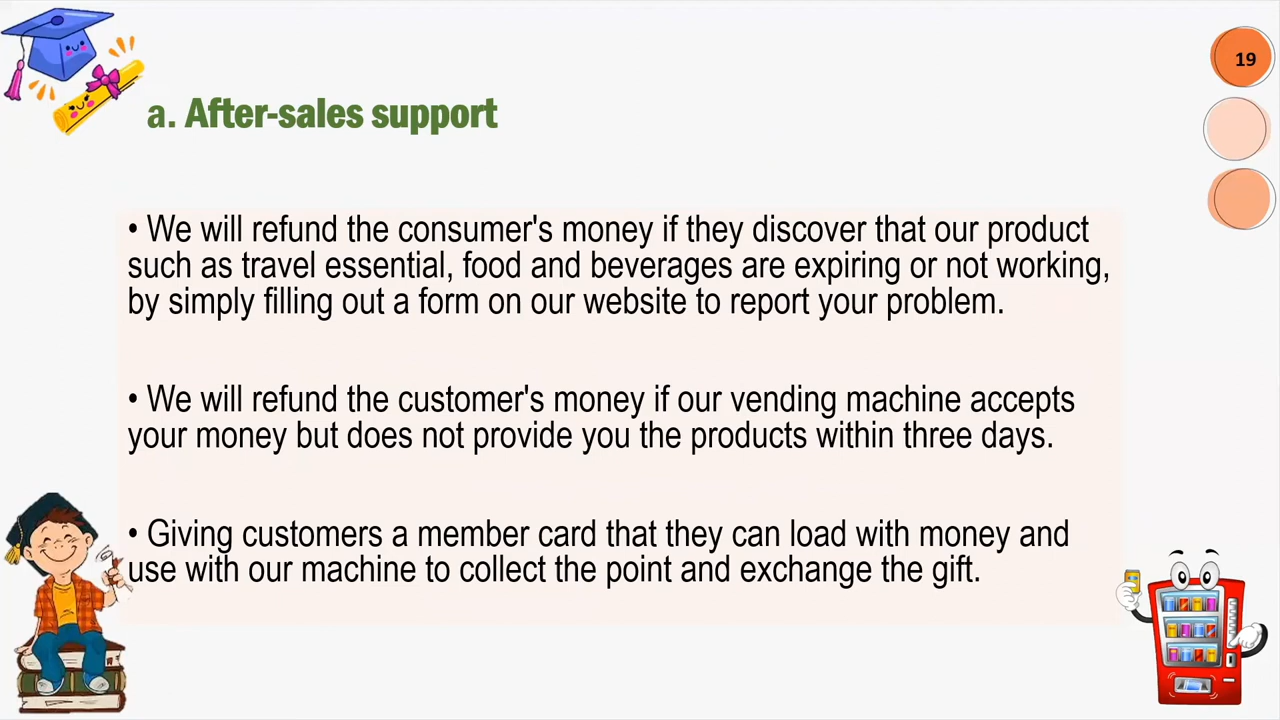 19
a. After-sales support
• We will refund the consumer's money if they discover that our product
such as travel essential, food and beverages are expiring or not working,
by simply filling out a form on our website to report your problem.
• We will refund the customer's money if our vending machine accepts
your money but does not provide you the products within three days.
• Giving customers a member card that they can load with money and
use with our machine to collect the point and exchange the gift.